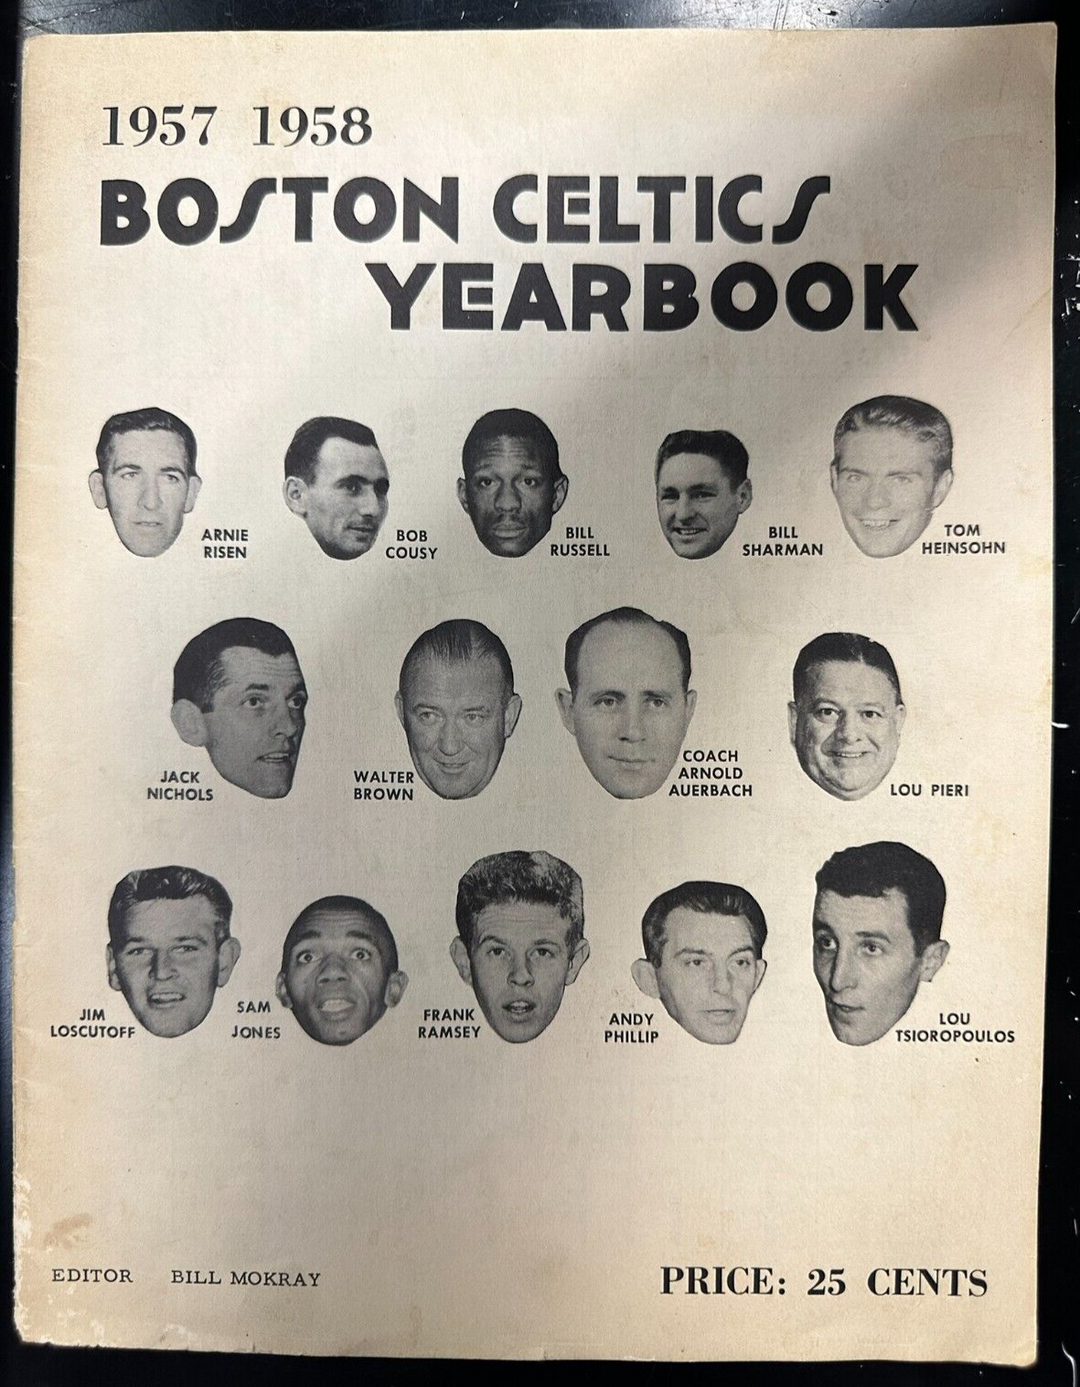 1957 1958
BOSTON CELTICS
YEARBOOK
ARNIE
RISEN
BOB
COUSY
BILL
RUSSELL
BILL
SHARMAN
TOM
HEINSOHN
JACK
NICHOLS
WALTER
BROWN
COACH
ARNOLD
AUERBACH
LOU PIERI
JIM
LOSCUTOFF
SAM
JONES
FRANK
RAMSEY
ANDY
PHILLIP
LOU
TSIOROPOULOS
EDITOR BILL MOKRAY
PRICE: 25 CENTS